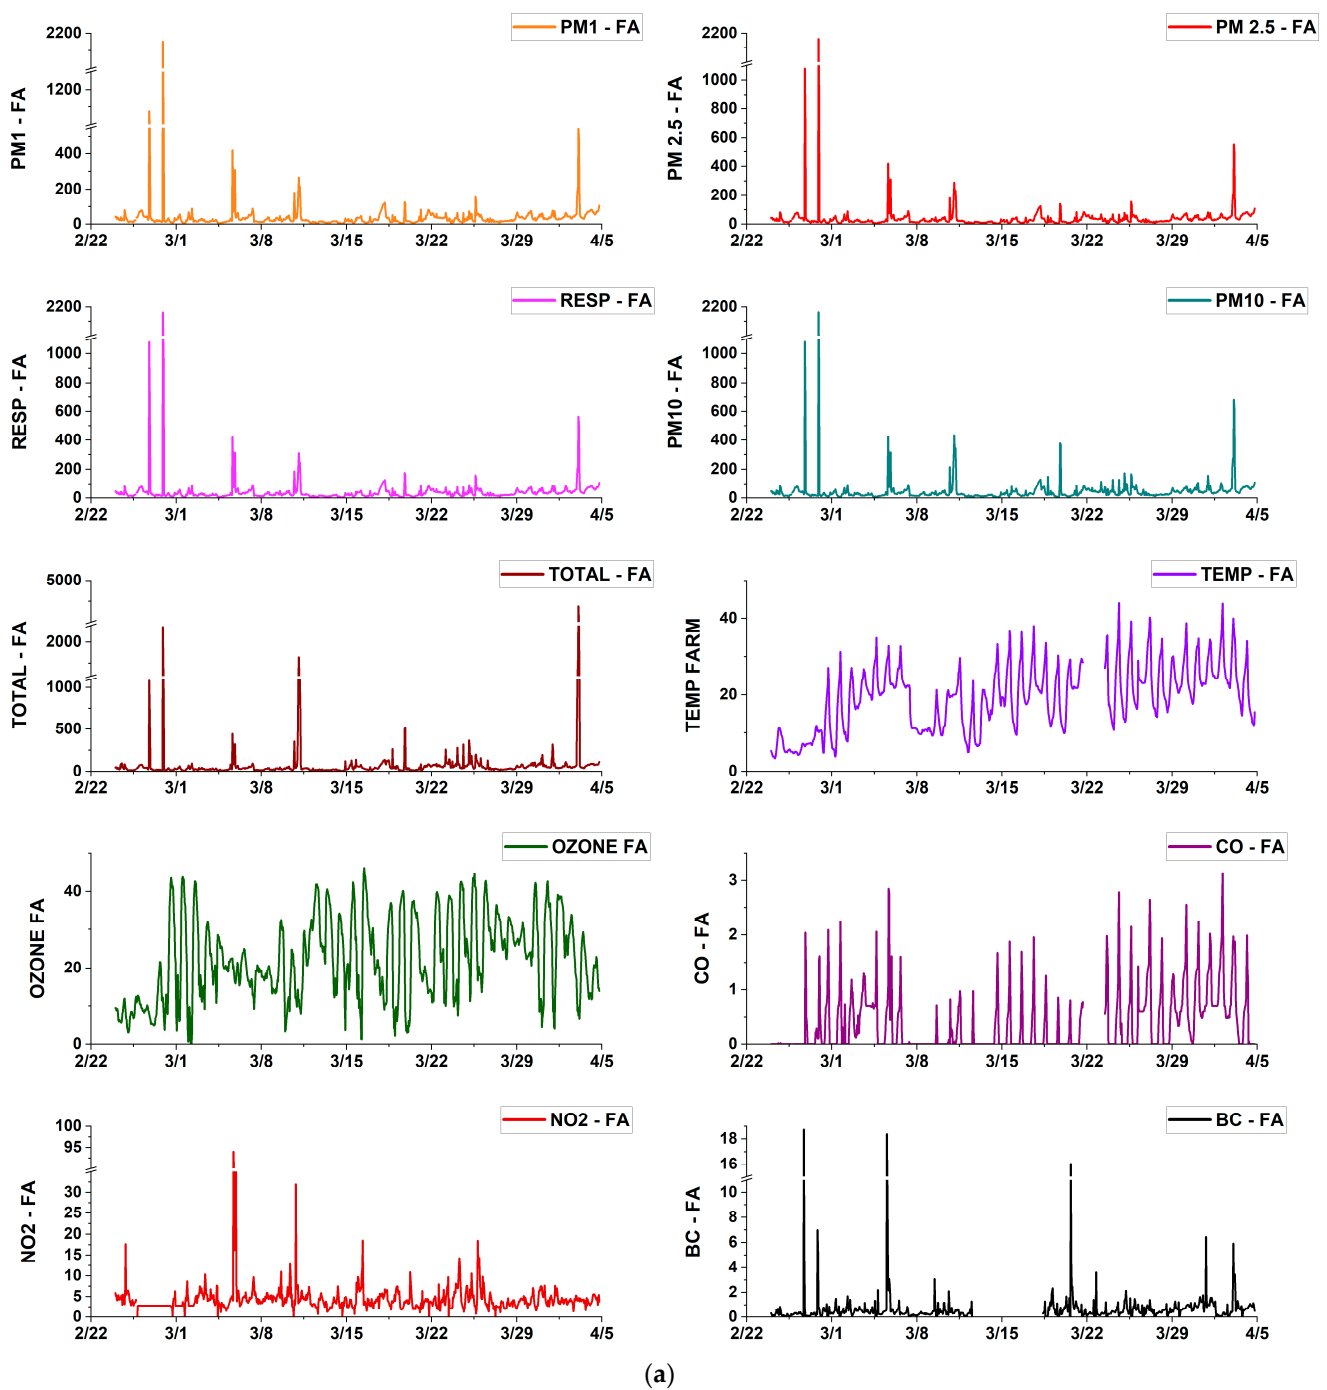 PM1 - FA
2200
1200
400
200
0
PM1 - FA
2/22 3/1 3/8 3/15 3/22 3/29 4/5
PM 2.5 - FA
2200
1000
800
600
400
200
0
PM 2.5 - FA
2/22 3/1 3/8 3/15 3/22 3/29 4/5
RESP - FA
2200
1000
800
600
400
200
0
RESP - FA
2/22 3/1 3/8 3/15 3/22 3/29 4/5
PM10 - FA
2200
1000
800
600
400
200
0
PM10 - FA
2/22 3/1 3/8 3/15 3/22 3/29 4/5
TOTAL - FA
5000
2000
1000
500
0
TOTAL - FA
2/22 3/1 3/8 3/15 3/22 3/29 4/5
TEMP - FA
40
20
0
TEMP FARM
2/22 3/1 3/8 3/15 3/22 3/29 4/5
OZONE FA
40
20
0
OZONE FA
2/22 3/1 3/8 3/15 3/22 3/29 4/5
CO - FA
3
2
1
0
CO - FA
2/22 3/1 3/8 3/15 3/22 3/29 4/5
NO2 - FA
100
95
30
25
20
15
10
5
0
NO2 - FA
2/22 3/1 3/8 3/15 3/22 3/29 4/5
BC - FA
18
16
10
8
6
4
2
0
BC - FA
2/22 3/1 3/8 3/15 3/22 3/29 4/5
(a)